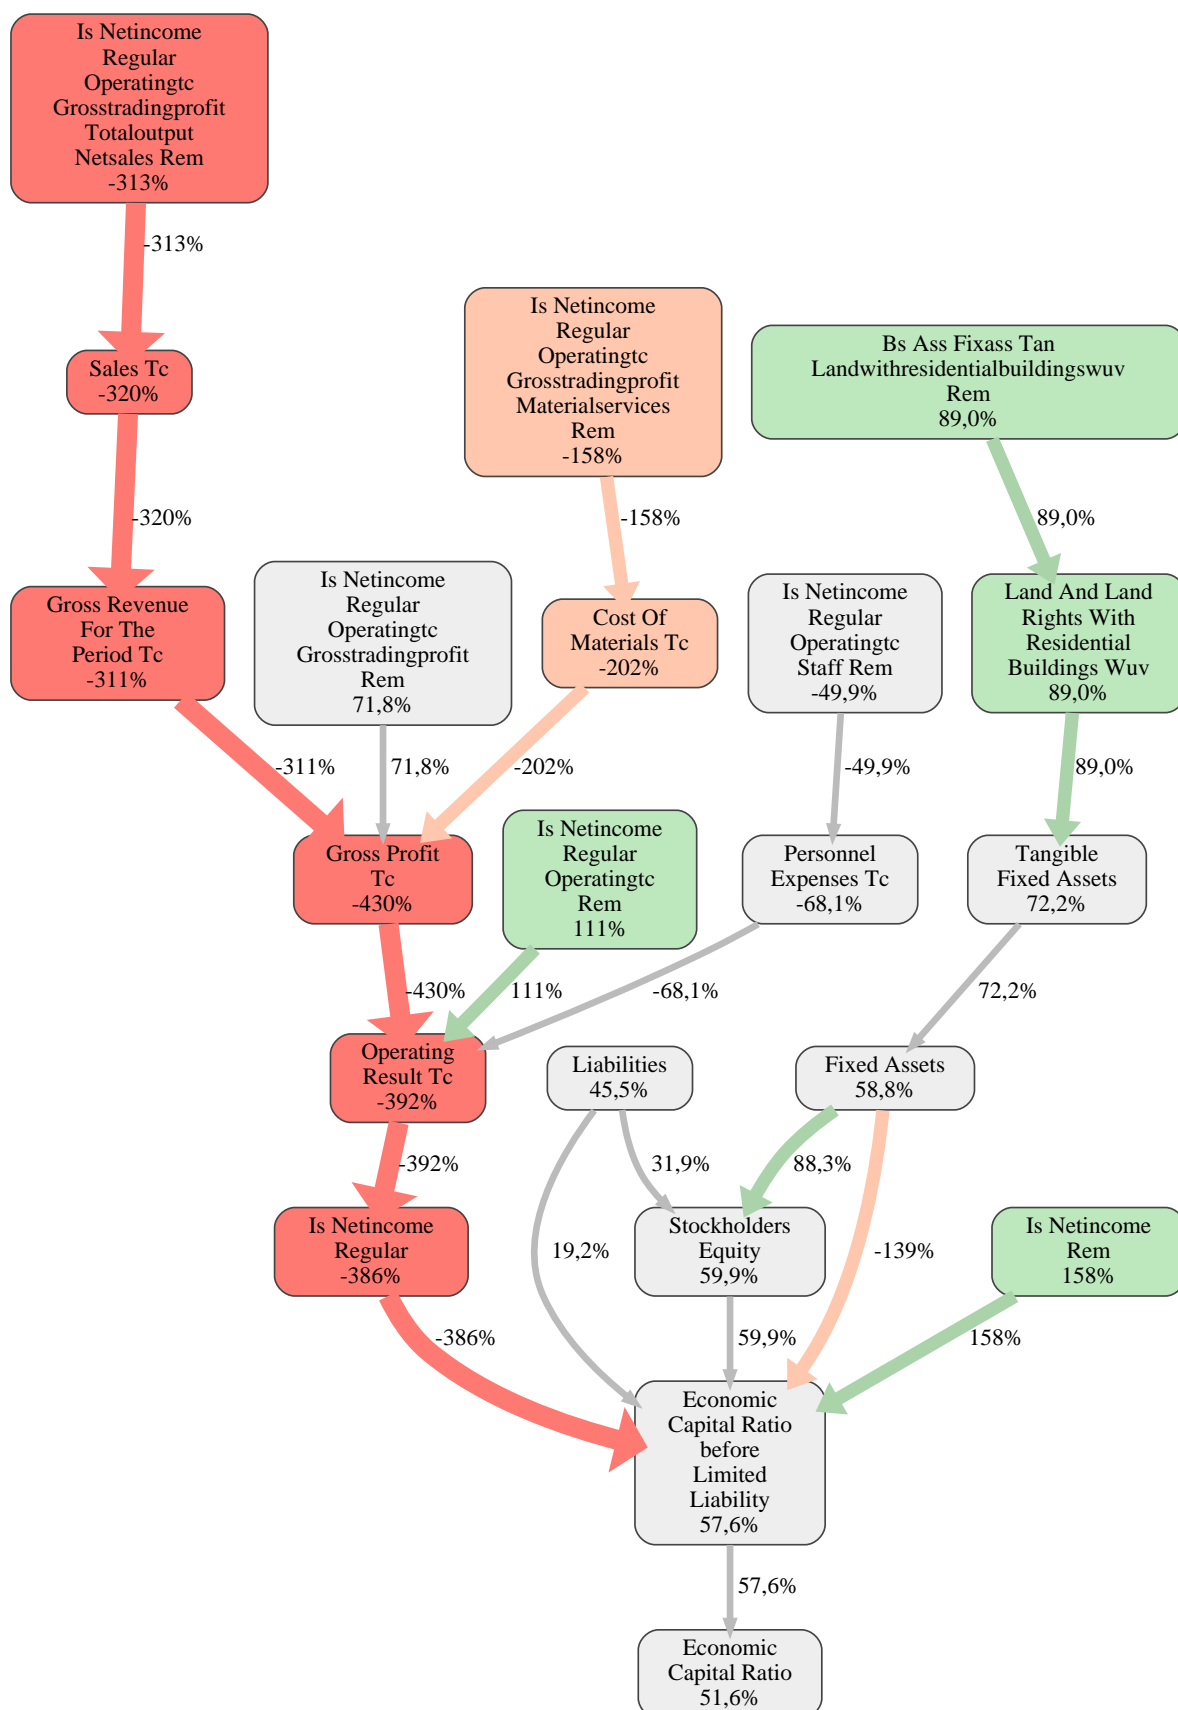 Is Netincome
Regular
Operatingtc
Grosstradingprofit
Totaloutput
Netsales Rem
-313%
-313%
Sales Tc
-320%
Is Netincome
Regular
Operatingtc
Grosstradingprofit
Materialservices
Rem
-158%
Bs Ass Fixass Tan
Landwithresidentialbuildingswuv
Rem
89,0%
-320%
-158%
89,0%
Gross Revenue
For The
Period Tc
-311%
Is Netincome
Regular
Operatingtc
Grosstradingprofit
Rem
71,8%
Cost Of
Materials Tc
-202%
Is Netincome
Regular
Operatingtc
Staff Rem
-49,9%
Land And Land
Rights With
Residential
Buildings Wuv
89,0%
-311%
71,8%
-202%
-49,9%
89,0%
Gross Profit
Tc
-430%
Is Netincome
Regular
Operatingtc
Rem
111%
Personnel
Expenses Tc
-68,1%
Tangible
Fixed Assets
72,2%
-430%
111%
-68,1%
72,2%
Operating
Result Tc
-392%
Liabilities
45,5%
Fixed Assets
58,8%
-392%
31,9%
88,3%
Is Netincome
Regular
-386%
19,2%
Stockholders
Equity
59,9%
-139%
Is Netincome
Rem
158%
-386%
59,9%
158%
Economic
Capital Ratio
before
Limited
Liability
57,6%
57,6%
Economic
Capital Ratio
51,6%